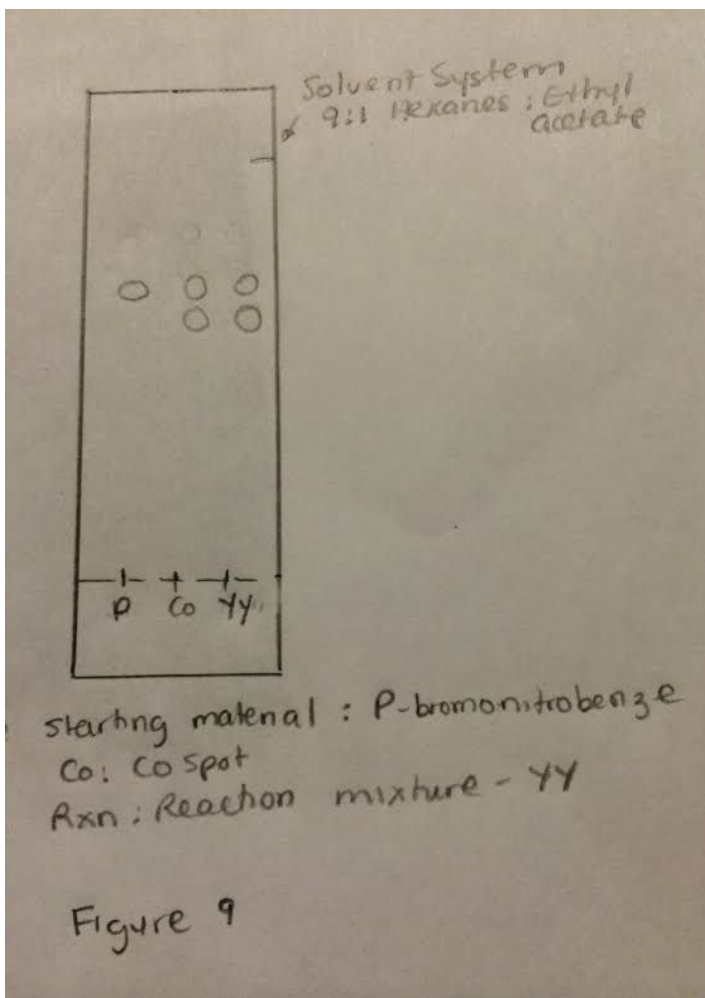 Solvent System
9:1 Hexanes : Ethyl
acetate
P Co YY
starting material : P-bromonitrobenze
Co: Co spot
Rxn : Reaction mixture - YY
Figure 9